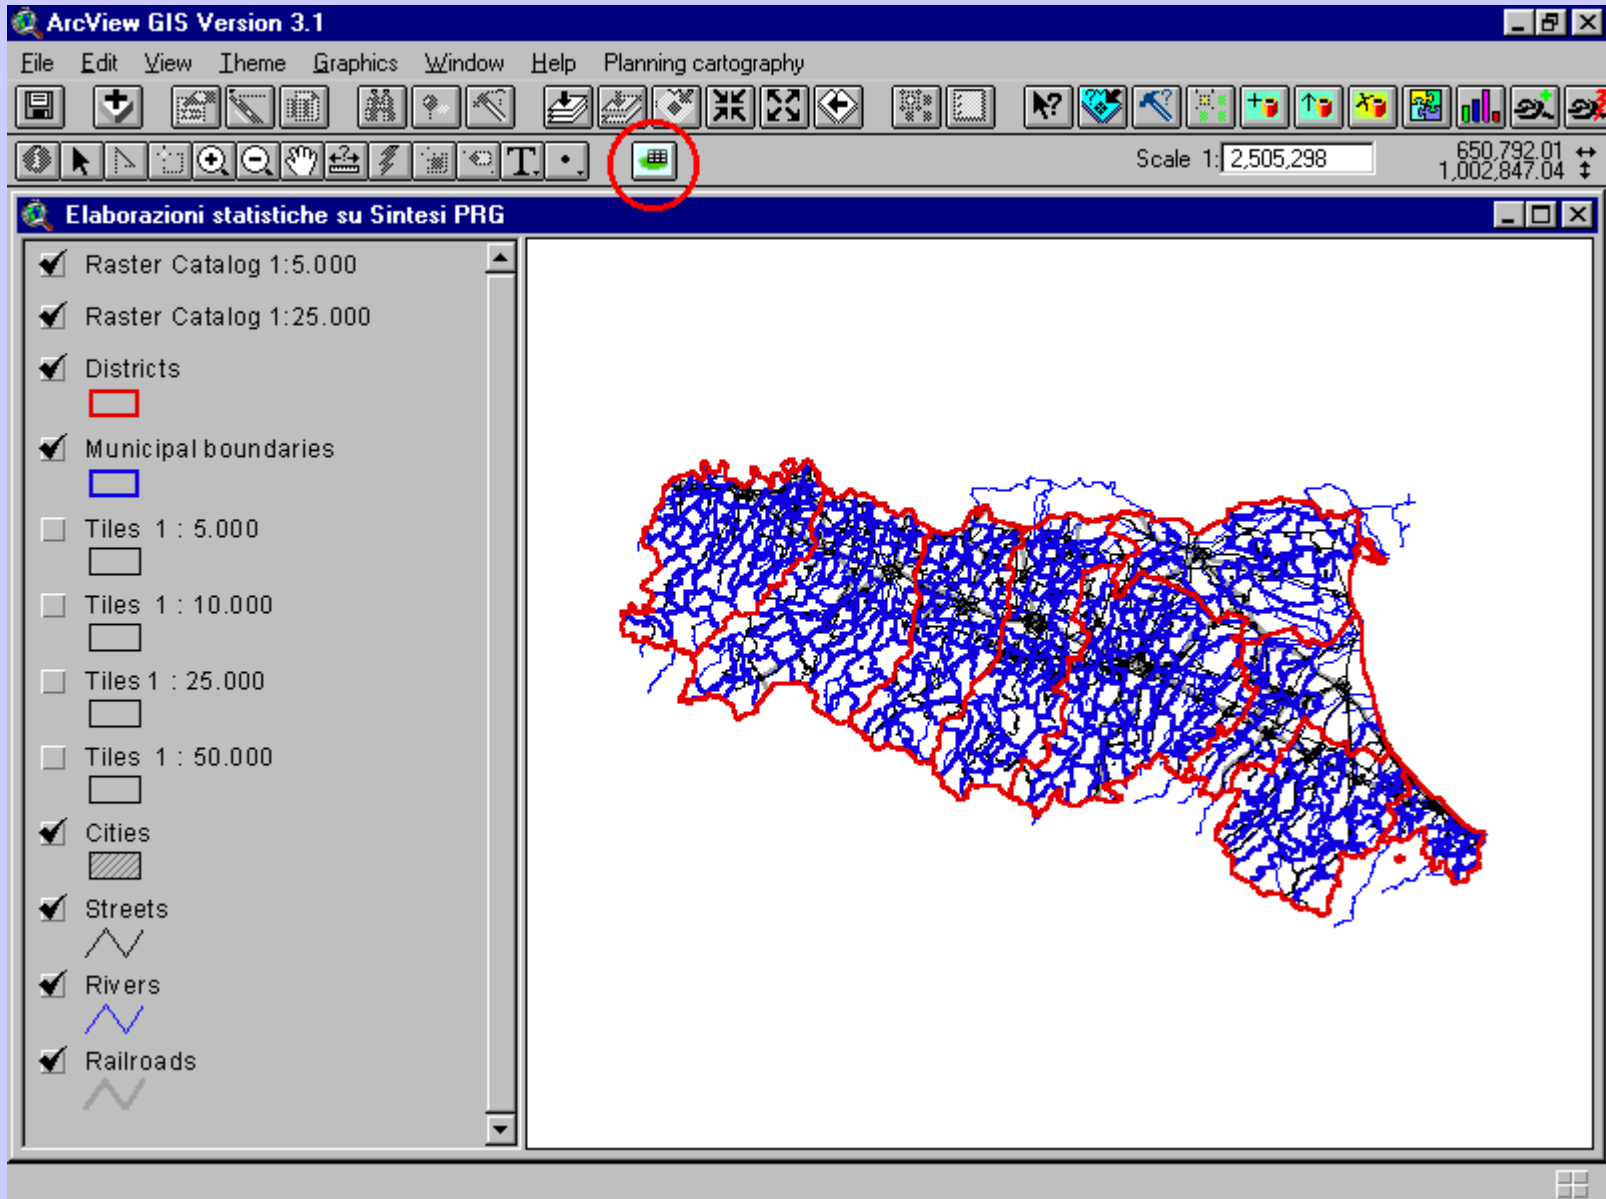 ArcView GIS Version 3.1
File Edit View Theme Graphics Window Help Planning cartography
Scale 1: 2,505,298 650,792.01
1,002,847.04
Elaborazioni statistiche su Sintesi PRG
Raster Catalog 1:5.000
Raster Catalog 1:25.000
Districts
Municipal boundaries
Tiles 1 : 5.000
Tiles 1 : 10.000
Tiles 1 : 25.000
Tiles 1 : 50.000
Cities
Streets
Rivers
Railroads